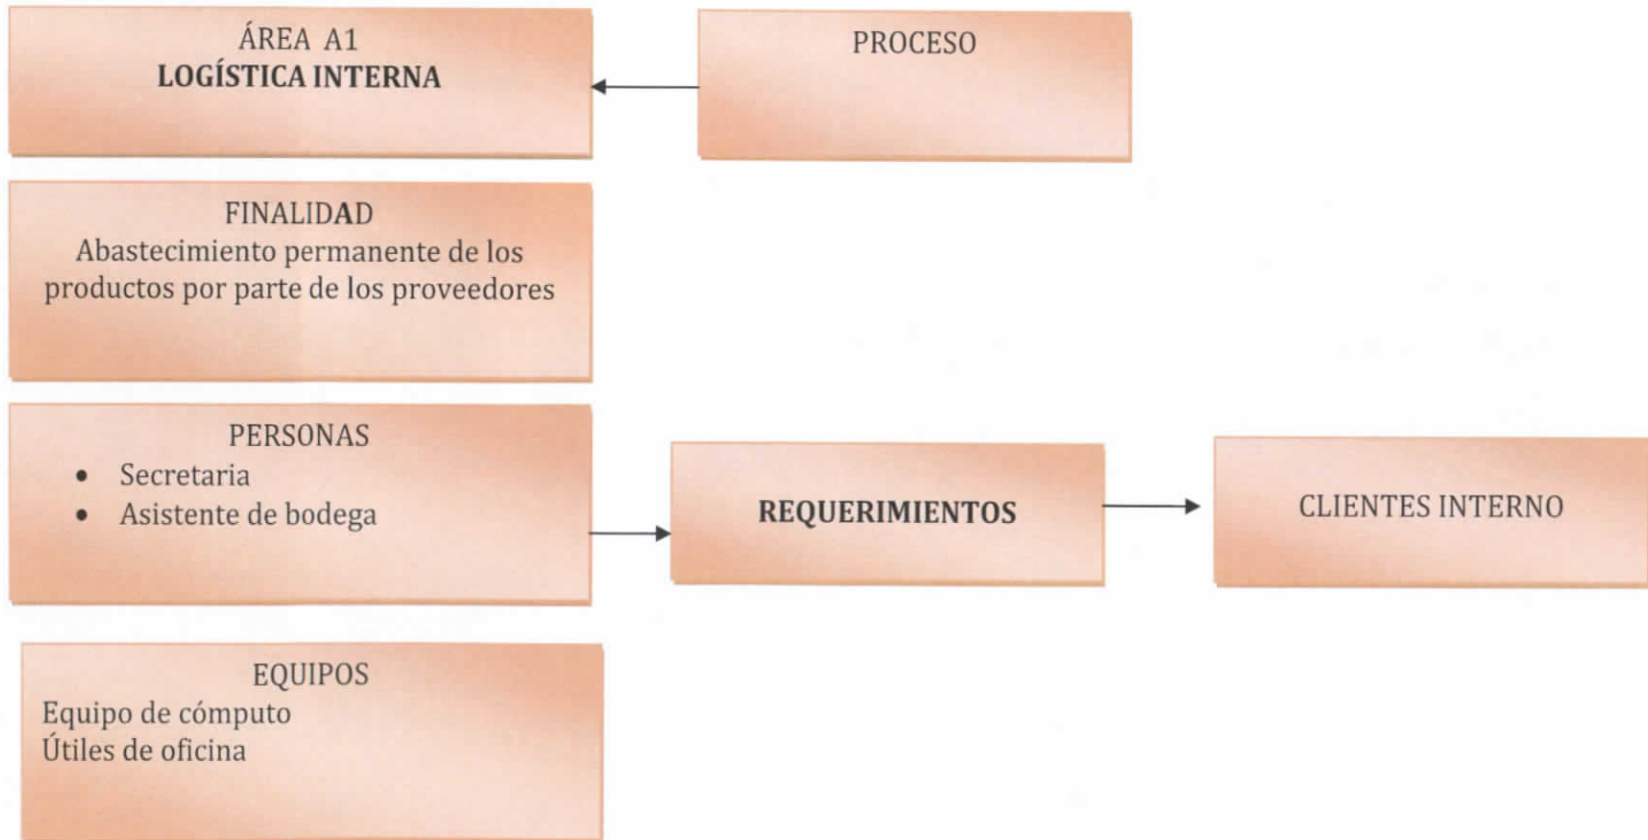 ÁREA A1
LOGÍSTICA INTERNA
PROCESO
FINALIDAD
Abastecimiento permanente de los
productos por parte de los proveedores
PERSONAS
• Secretaria
• Asistente de bodega
REQUERIMIENTOS
CLIENTES INTERNO
EQUIPOS
Equipo de cómputo
Útiles de oficina